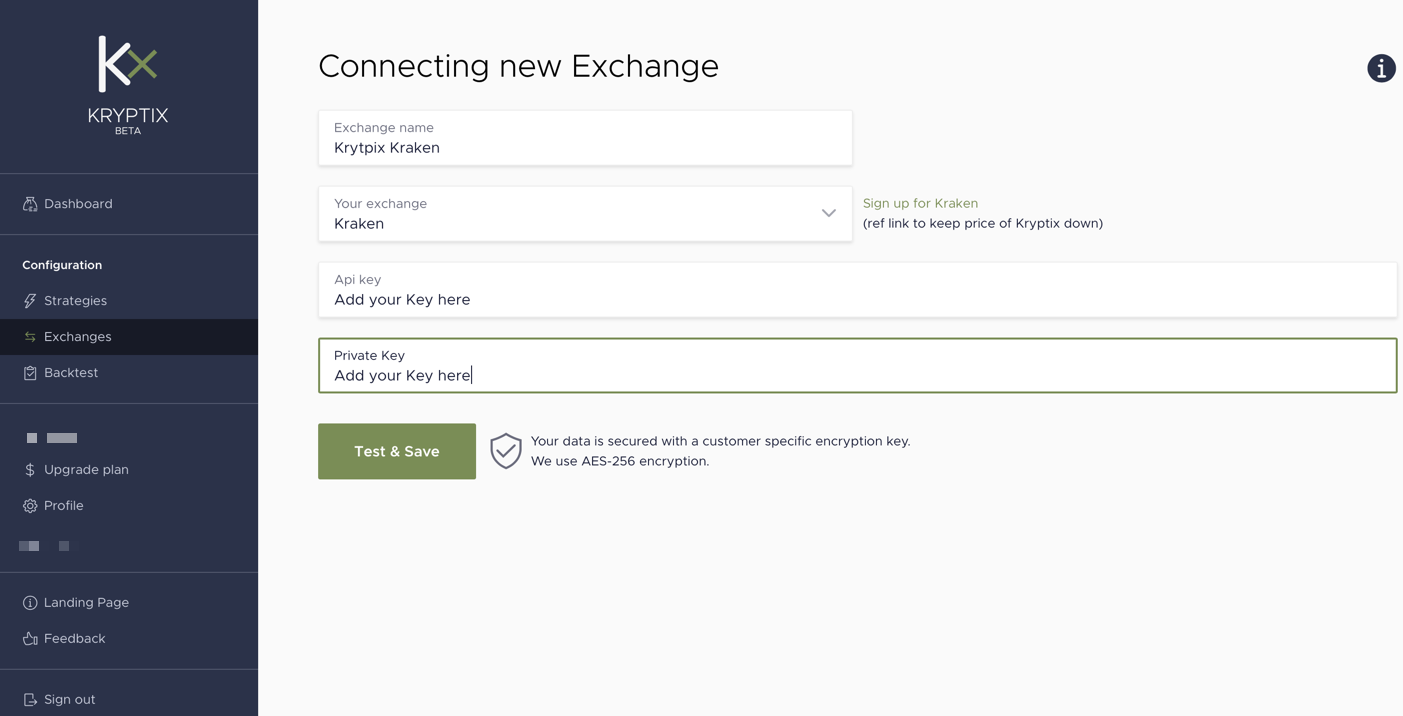 Kx
KRYPTIX
BETA
Dashboard
Configuration
Strategies
Exchanges
Backtest
Upgrade plan
Profile
Landing Page
Feedback
Sign out
Connecting new Exchange
Exchange name
Krytpix Kraken
Your exchange
Kraken
Sign up for Kraken
(ref link to keep price of Kryptix down)
Api key
Add your Key here
Private Key
Add your Key here
Test & Save
Your data is secured with a customer specific encryption key.
We use AES-256 encryption.